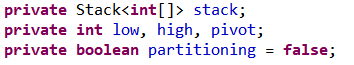 private Stack<int[]> stack;
private int low, high, pivot;
private boolean partitioning = false;